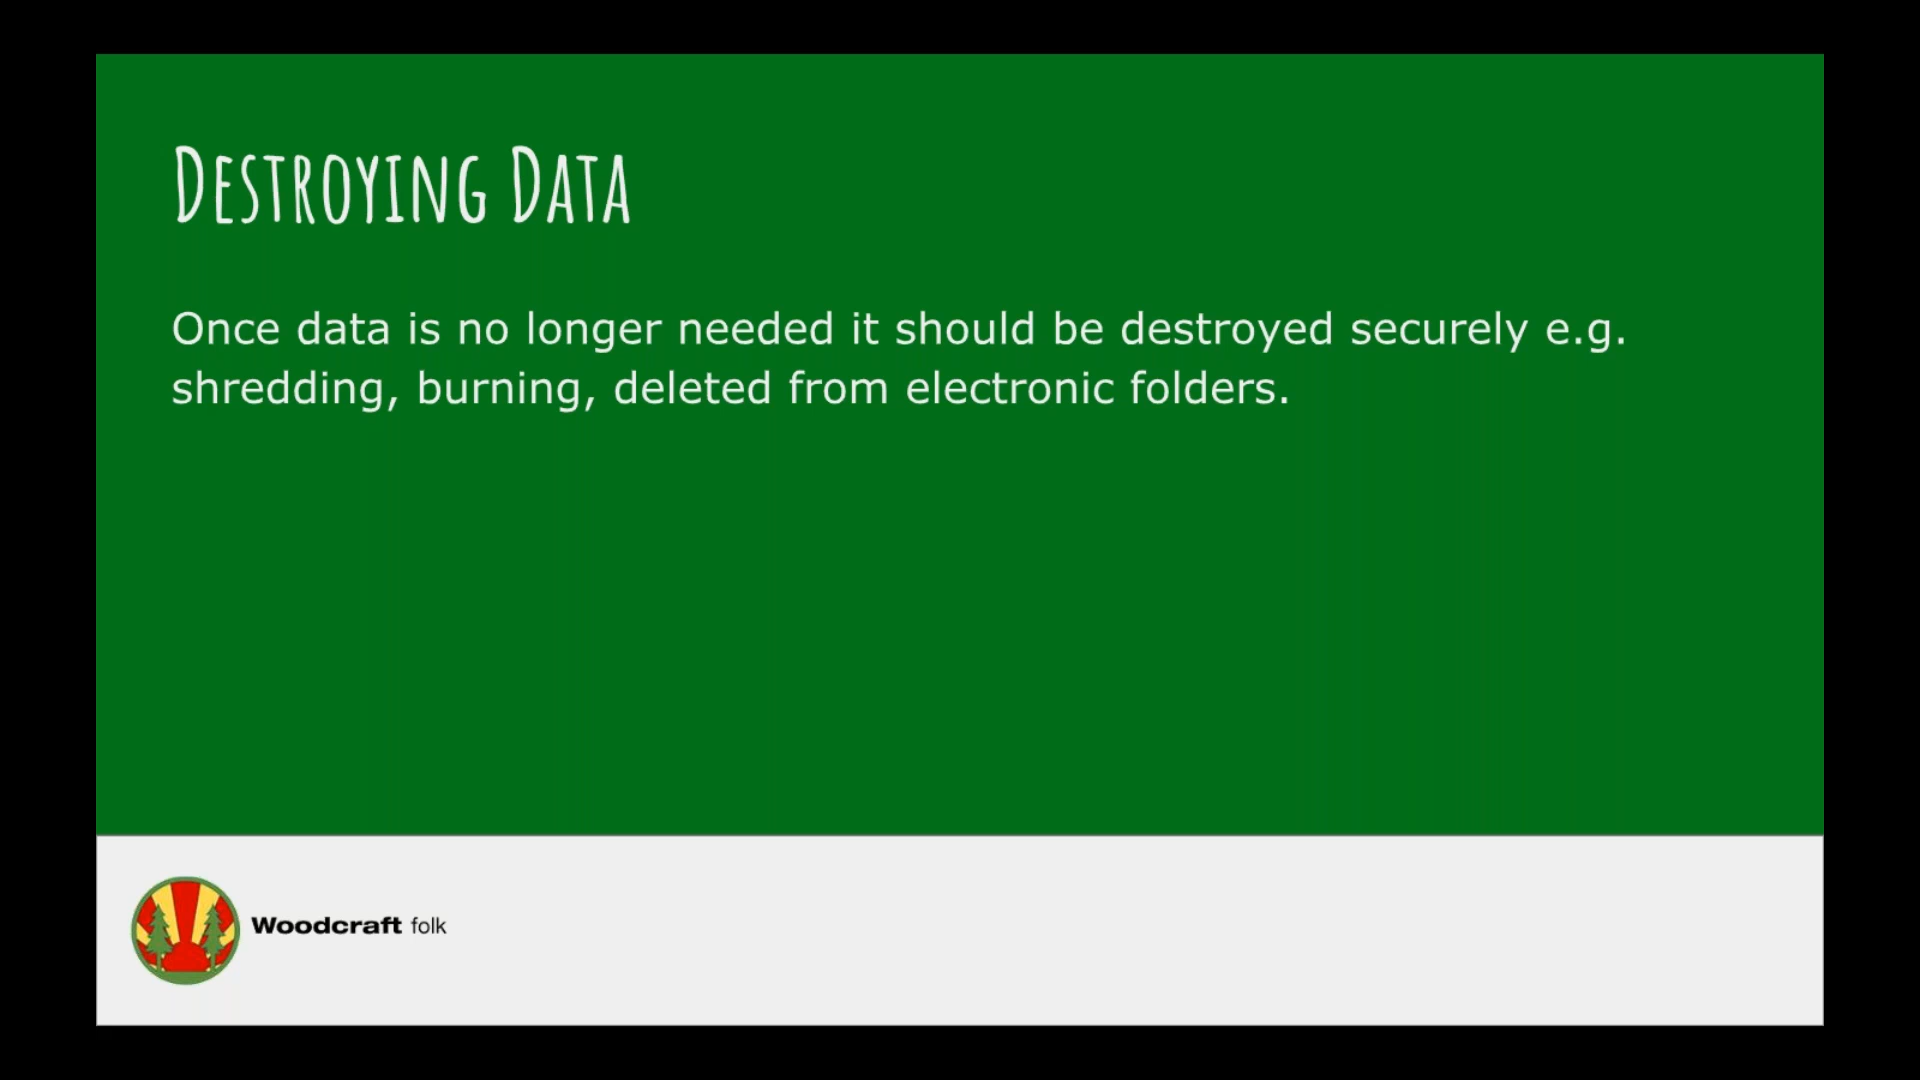 Destroying Data
Once data is no longer needed it should be destroyed securely e.g.
shredding, burning, deleted from electronic folders.
Woodcraft folk